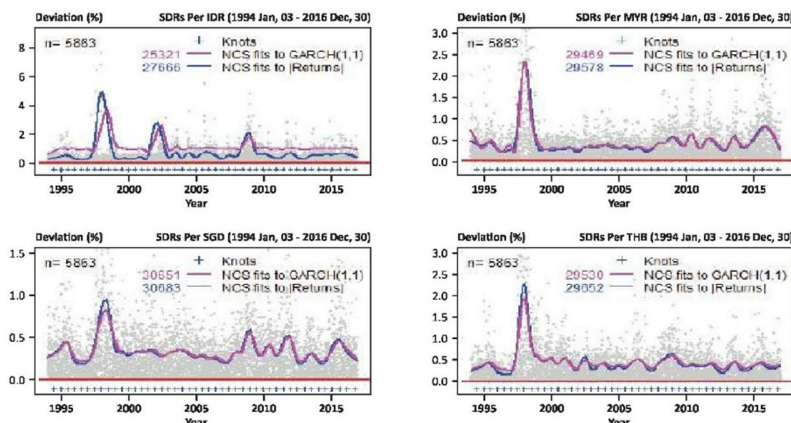 Deviation (%) SDRs Per IDR (1994 Jan, 03 - 2016 Dec, 30)
n= 5863
+ Knots
25321 NCS fits to GARCH(1,1)
27666 NCS fits to |Returns|
8
6
4
2
0
1995 2000 2005 2010 2015
Year
Deviation (%) SDRs Per MYR (1994 Jan, 03 - 2016 Dec, 30)
n= 5863
+ Knots
29469 NCS fits to GARCH(1,1)
29578 NCS fits to |Returns|
3.0
2.5
2.0
1.5
1.0
0.5
0.0
1995 2000 2005 2010 2015
Year
Deviation (%) SDRs Per SGD (1994 Jan, 03 - 2016 Dec, 30)
n= 5863
+ Knots
30651 NCS fits to GARCH(1,1)
30683 NCS fits to |Returns|
1.5
1.0
0.5
0.0
1995 2000 2005 2010 2015
Year
Deviation (%) SDRs Per THB (1994 Jan, 03 - 2016 Dec, 30)
n= 5863
+ Knots
29530 NCS fits to GARCH(1,1)
29652 NCS fits to |Returns|
3.0
2.5
2.0
1.5
1.0
0.5
0.0
1995 2000 2005 2010 2015
Year